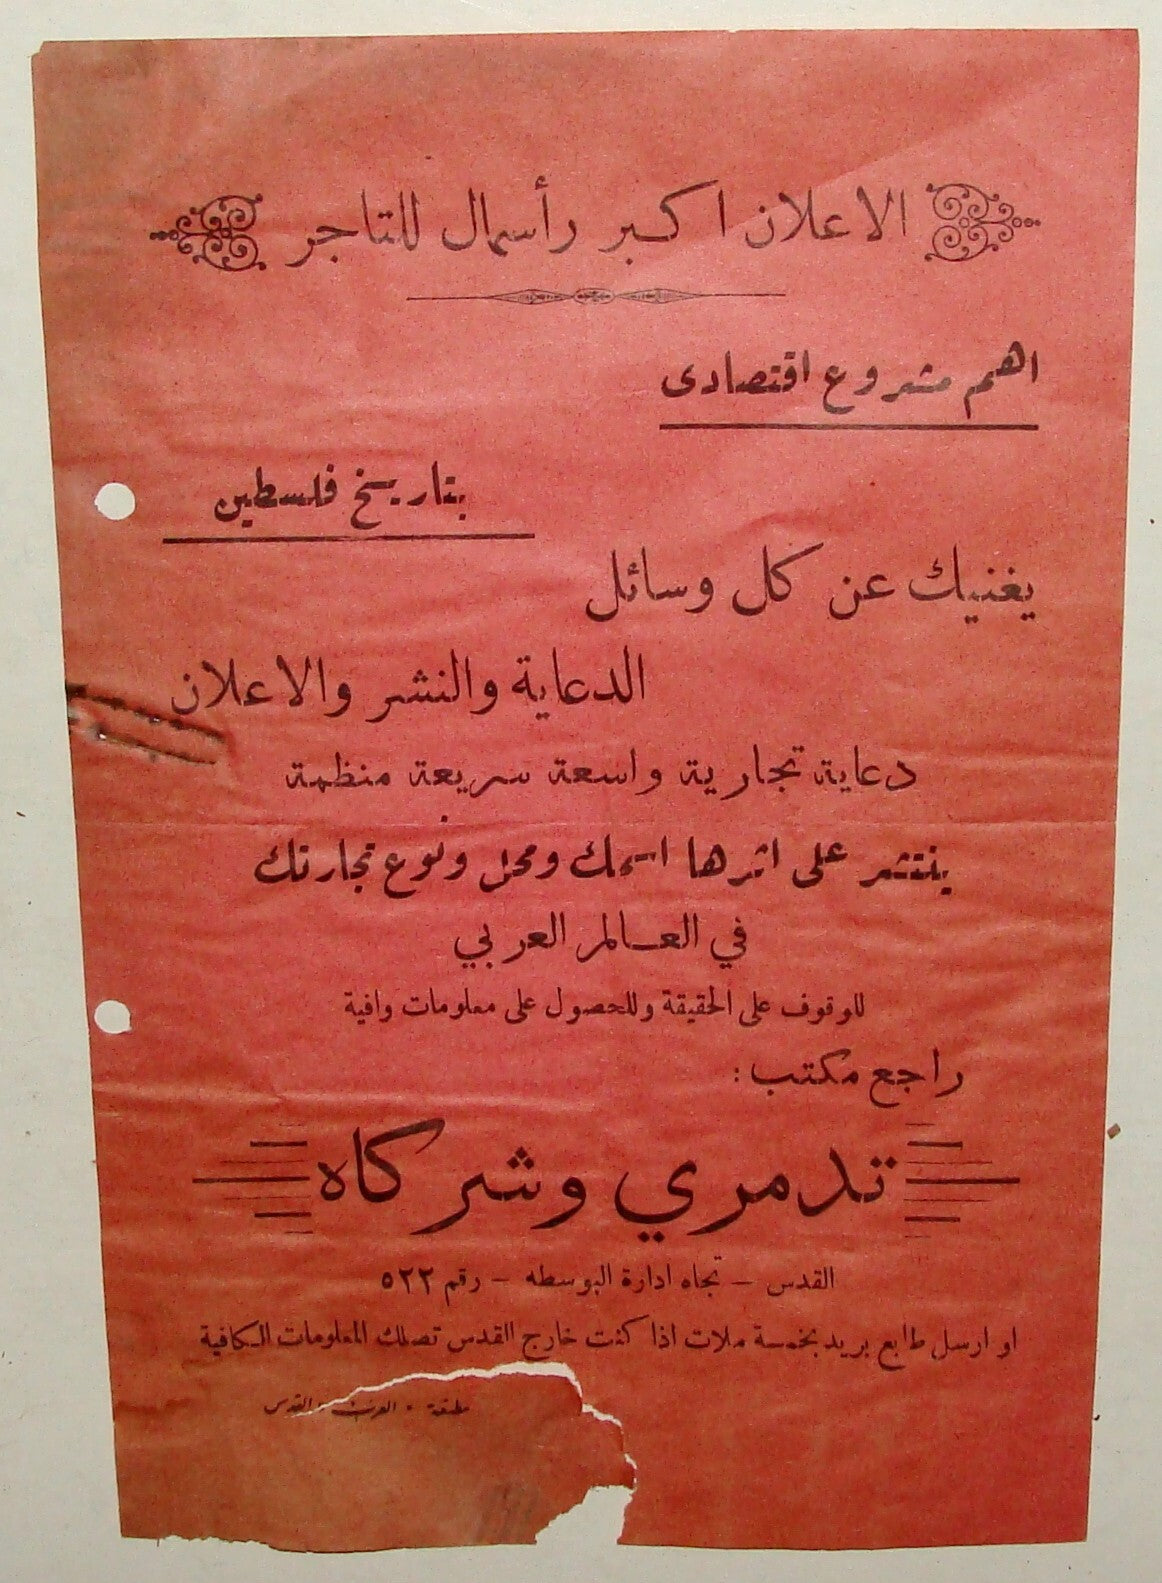 الاعلان اكبر رأسمال للتاجر
اهم مشروع اقتصادى
بتاريخ فلسطين
يغنيك عن كل وسائل
الدعاية والنشر والاعلان
دعاية تجارية واسعة سريعة منظمة
ينتشر على اثرها اسمك ومحل ونوع تجارتك
في العالم العربي
للوقوف على الحقيقة وللحصول على معلومات وافية
راجع مكتب :
تدمري وشركاه
القدس – تجاه ادارة البوسطه – رقم ٥٢٢
او ارسل طابع بريد بخمسة ملات اذا كنت خارج القدس تصلك المعلومات الكافية
مطبعة · العرب · القدس